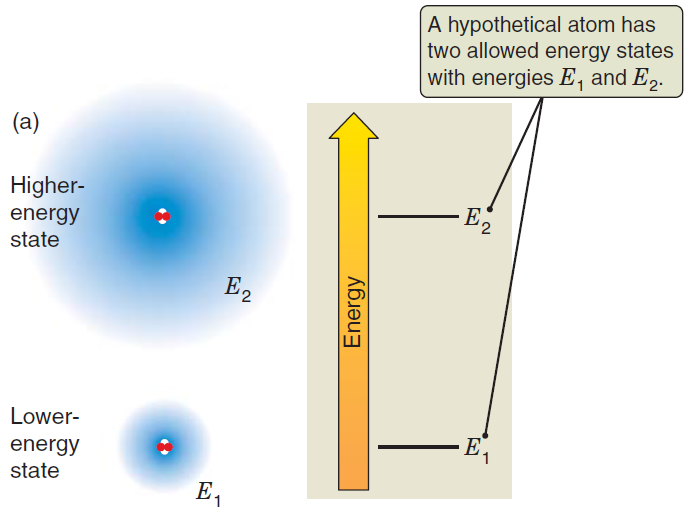 A hypothetical atom has
two allowed energy states
with energies E₁ and E₂.
(a)
Higher-
energy
state
E₂
Lower-
energy
state
E₁
Energy
E₂
E₁